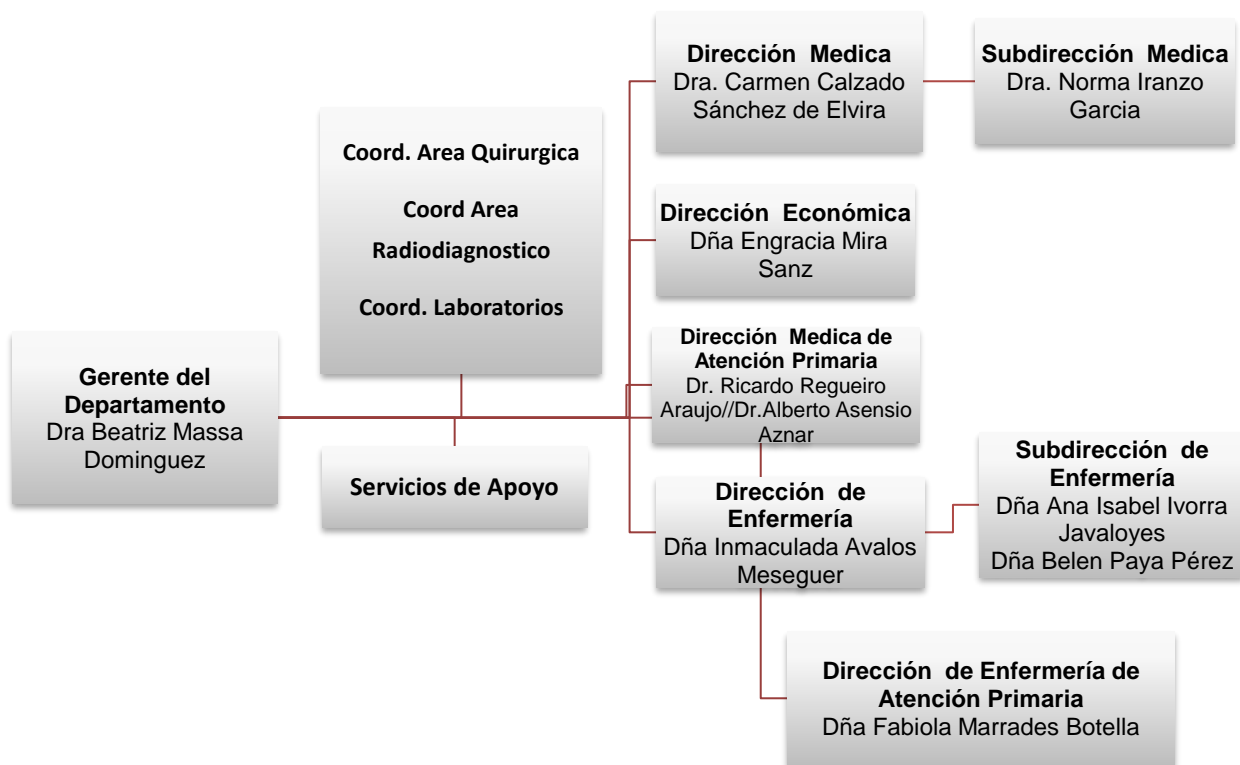 Dirección Medica
Dra. Carmen Calzado
Sánchez de Elvira
Subdirección Medica
Dra. Norma Iranzo
Garcia
Coord. Area Quirurgica
Coord Area
Radiodiagnostico
Coord. Laboratorios
Dirección Económica
Dña Engracia Mira
Sanz
Gerente del
Departamento
Dra Beatriz Massa
Dominguez
Dirección Medica de
Atención Primaria
Dr. Ricardo Regueiro
Araujo//Dr.Alberto Asensio
Aznar
Servicios de Apoyo
Dirección de
Enfermería
Dña Inmaculada Avalos
Meseguer
Subdirección de
Enfermería
Dña Ana Isabel Ivorra
Javaloyes
Dña Belen Paya Pérez
Dirección de Enfermería de
Atención Primaria
Dña Fabiola Marrades Botella